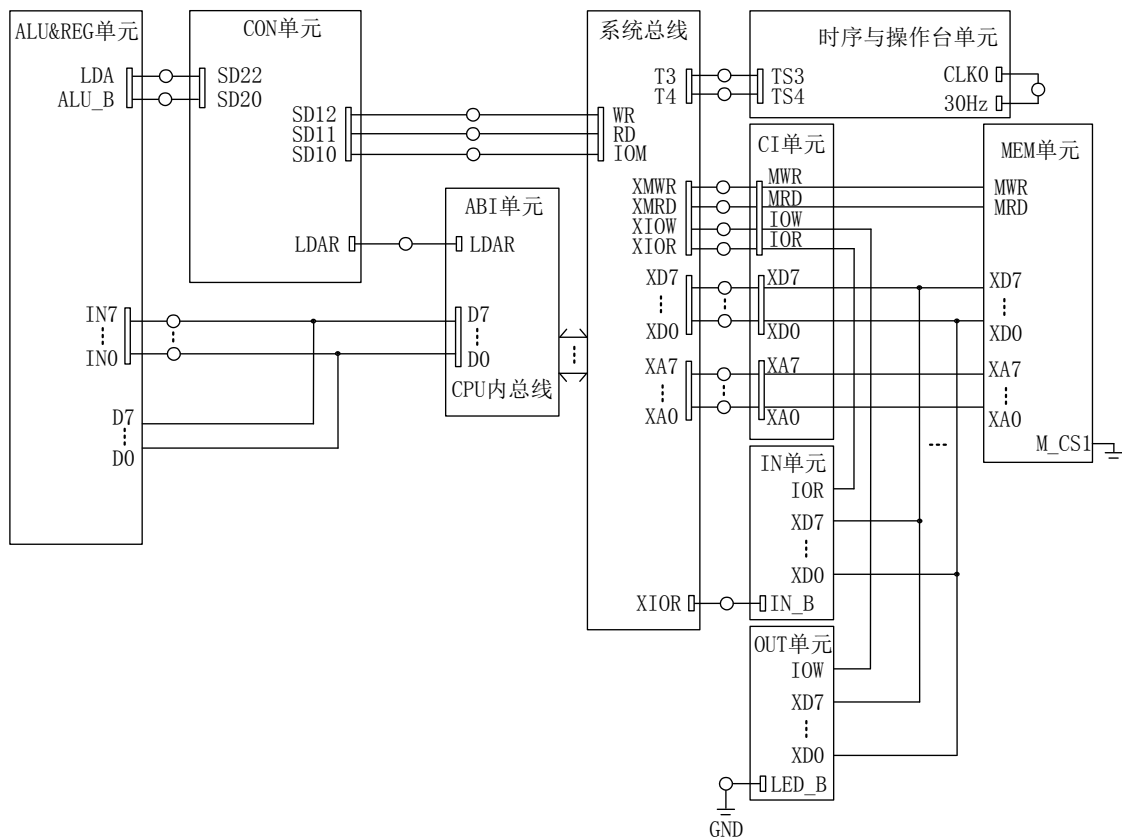 ALU&REG单元
LDA
ALU_B
IN7
IN0
D7
D0
CON单元
SD22
SD20
SD12
SD11
SD10
LDAR
ABI单元
LDAR
D7
D0
CPU内总线
系统总线
T3
T4
WR
RD
IOM
XMWR
XMRD
XIOW
XIOR
XD7
XD0
XA7
XA0
XIOR
时序与操作台单元
TS3
TS4
CLK0
30Hz
CI单元
MWR
MRD
IOW
IOR
XD7
XD0
XA7
XA0
MEM单元
MWR
MRD
XD7
XD0
XA7
XA0
M_CS1
IN单元
IOR
XD7
XD0
IN_B
OUT单元
IOW
XD7
XD0
LED_B
GND